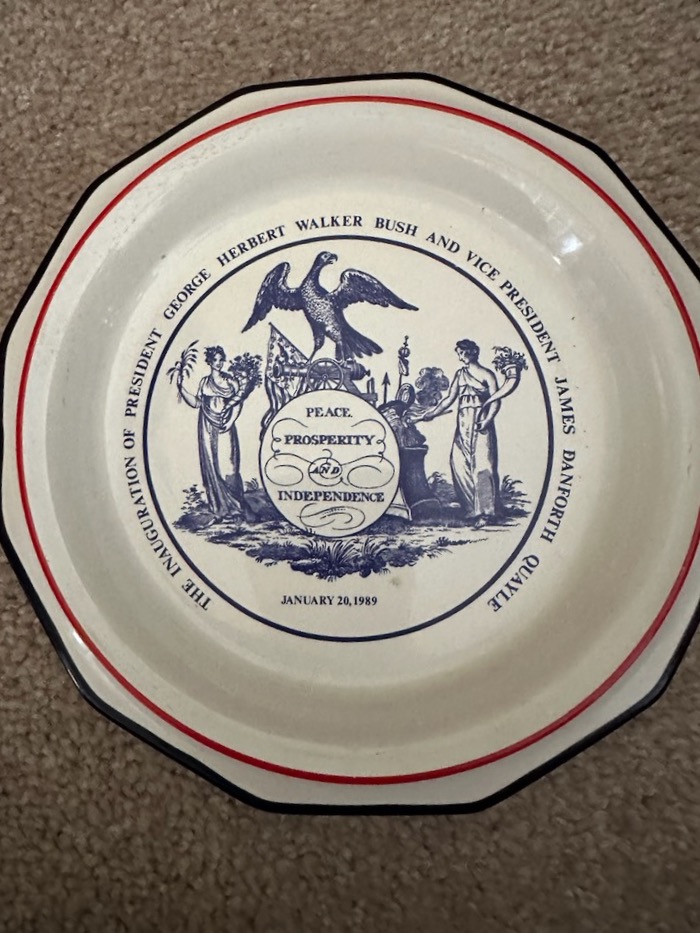 THE INAUGURATION OF PRESIDENT GEORGE HERBERT WALKER BUSH AND VICE PRESIDENT JAMES DANFORTH QUAYLE
PEACE.
PROSPERITY
AND
INDEPENDENCE
JANUARY 20, 1989